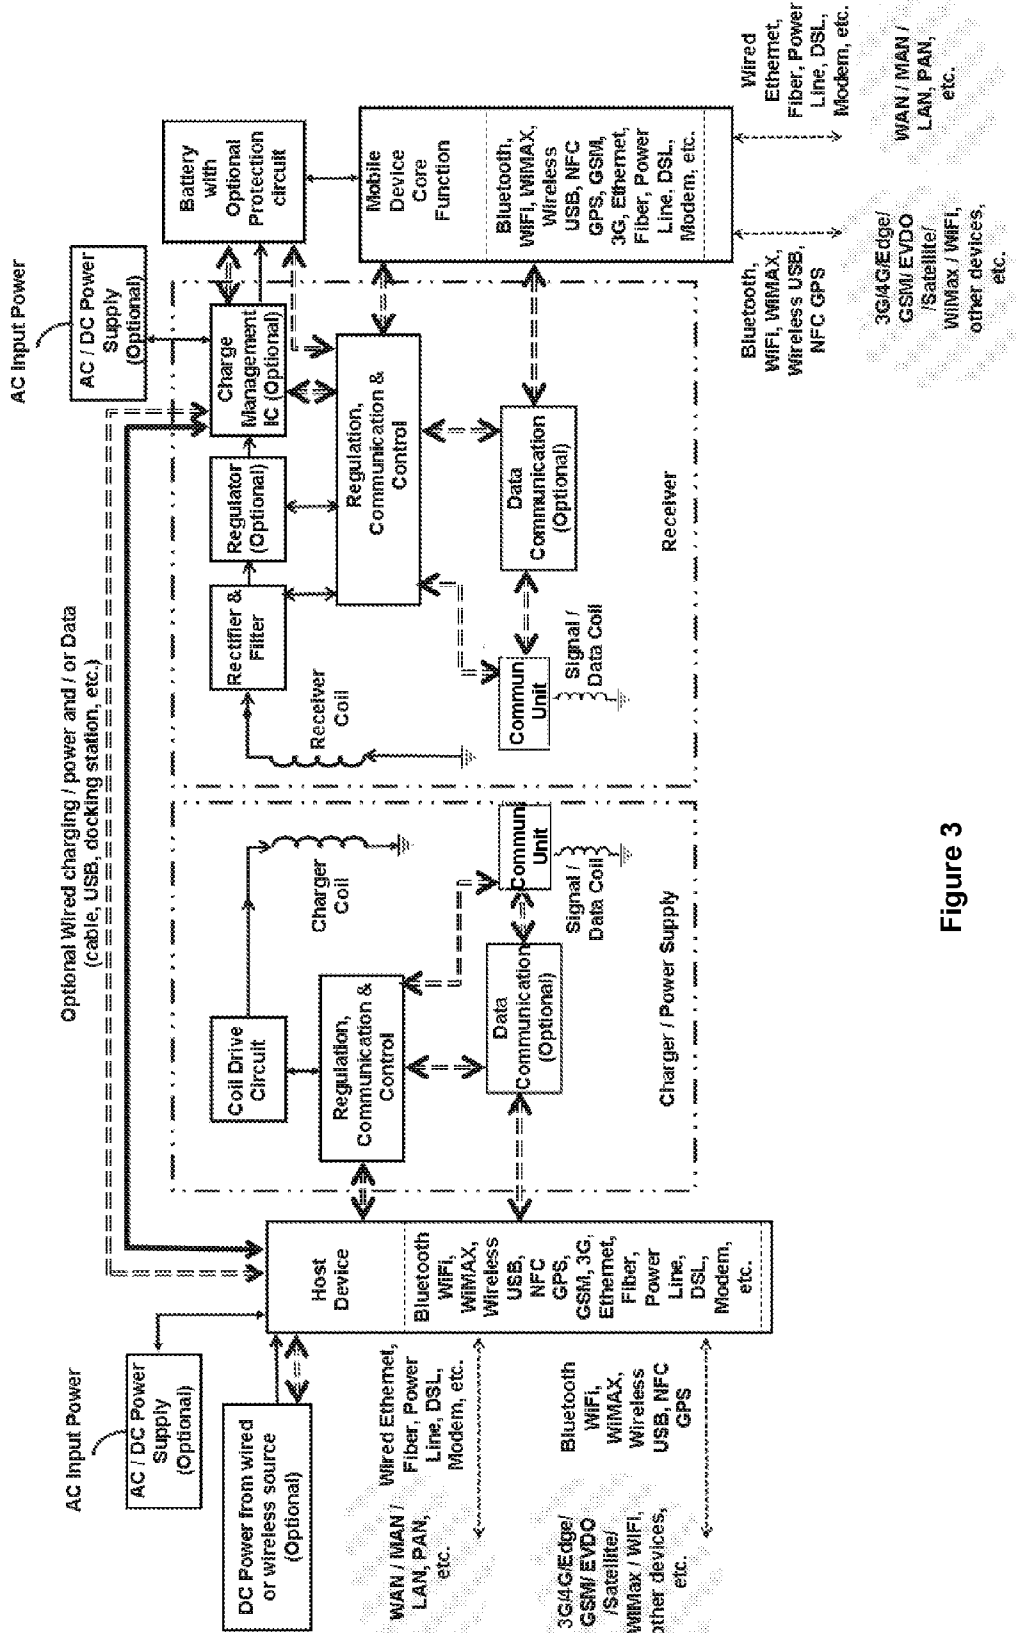 AC Input Power
AC / DC Power
Supply
(Optional)
DC Power from wired
or wireless source
(Optional)
WAN / MAN /
LAN, PAN,
etc.
Wired Ethernet,
Fiber, Power
Line, DSL,
Modem, etc.
3G/4G/Edge/
GSM/ EVDO
/Satellite/
WiMax / WiFi,
other devices,
etc.
Bluetooth
WiFi,
WiMAX,
Wireless
USB, NFC
GPS
Host
Device
Bluetooth
WiFi,
WiMAX,
Wireless
USB,
NFC
GPS,
GSM, 3G,
Ethernet,
Fiber,
Power
Line,
DSL,
Modem,
etc.
Optional Wired charging / power and / or Data
(cable, USB, docking station, etc.)
Coil Drive
Circuit
Charger
Coil
Regulation,
Communication &
Control
Data
Communication
(Optional)
Commun
Unit
Signal /
Data Coil
Charger / Power Supply
Receiver
Coil
Rectifier &
Filter
Regulator
(Optional)
Charge
Management
IC (Optional)
Regulation,
Communication &
Control
Commun
Unit
Signal /
Data Coil
Data
Communication
(Optional)
Receiver
AC Input Power
AC / DC Power
Supply
(Optional)
Battery
with
Optional
Protection
circuit
Mobile
Device
Core
Function
Bluetooth,
WiFi, WiMAX,
Wireless
USB, NFC
GPS, GSM,
3G, Ethernet,
Fiber, Power
Line, DSL,
Modem, etc.
Bluetooth,
WiFi, WiMAX,
Wireless USB,
NFC GPS
3G/4G/Edge/
GSM/ EVDO
/Satellite/
WiMax / WiFi,
other devices,
etc.
Wired
Ethernet,
Fiber, Power
Line, DSL,
Modem, etc.
WAN / MAN /
LAN, PAN,
etc.
Figure 3